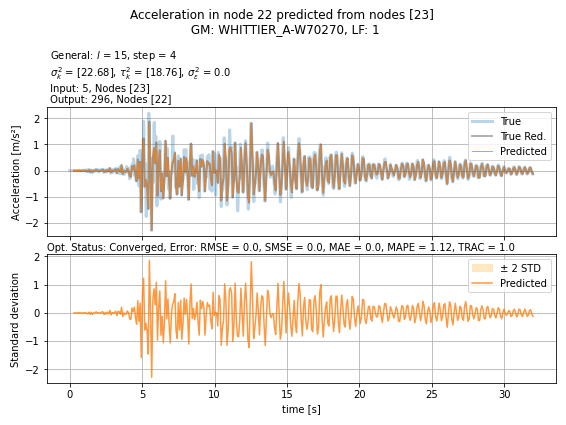 Acceleration in node 22 predicted from nodes [23]
GM: WHITTIER_A-W70270, LF: 1
General: l = 15, step = 4
σ²ₖ = [22.68], τ²ₖ = [18.76], σ²ε = 0.0
Input: 5, Nodes [23]
Output: 296, Nodes [22]
True
True Red.
Predicted
Acceleration [m/s²]
2
1
0
−1
−2
Opt. Status: Converged, Error: RMSE = 0.0, SMSE = 0.0, MAE = 0.0, MAPE = 1.12, TRAC = 1.0
± 2 STD
Predicted
Standard deviation
2
1
0
−1
−2
0 5 10 15 20 25 30
time [s]